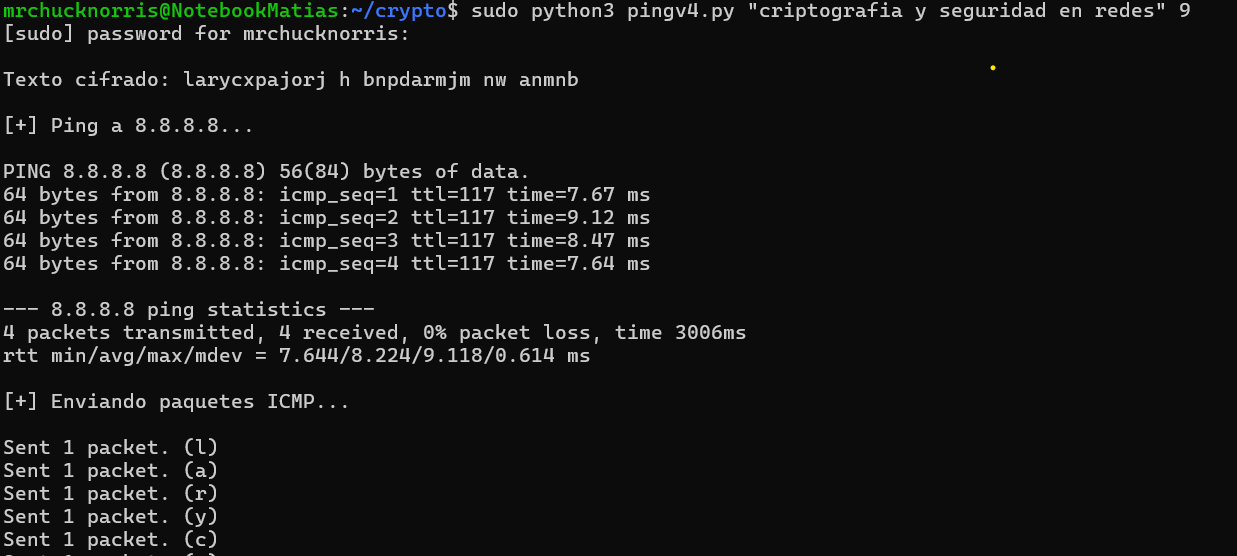 mrchucknorris@NotebookMatias:~/crypto$ sudo python3 pingv4.py "criptografia y seguridad en redes" 9
[sudo] password for mrchucknorris:
Texto cifrado: larycxpajorj h bnpdarmjm nw anmnb
[+] Ping a 8.8.8.8...
PING 8.8.8.8 (8.8.8.8) 56(84) bytes of data.
64 bytes from 8.8.8.8: icmp_seq=1 ttl=117 time=7.67 ms
64 bytes from 8.8.8.8: icmp_seq=2 ttl=117 time=9.12 ms
64 bytes from 8.8.8.8: icmp_seq=3 ttl=117 time=8.47 ms
64 bytes from 8.8.8.8: icmp_seq=4 ttl=117 time=7.64 ms
--- 8.8.8.8 ping statistics ---
4 packets transmitted, 4 received, 0% packet loss, time 3006ms
rtt min/avg/max/mdev = 7.644/8.224/9.118/0.614 ms
[+] Enviando paquetes ICMP...
Sent 1 packet. (l)
Sent 1 packet. (a)
Sent 1 packet. (r)
Sent 1 packet. (y)
Sent 1 packet. (c)